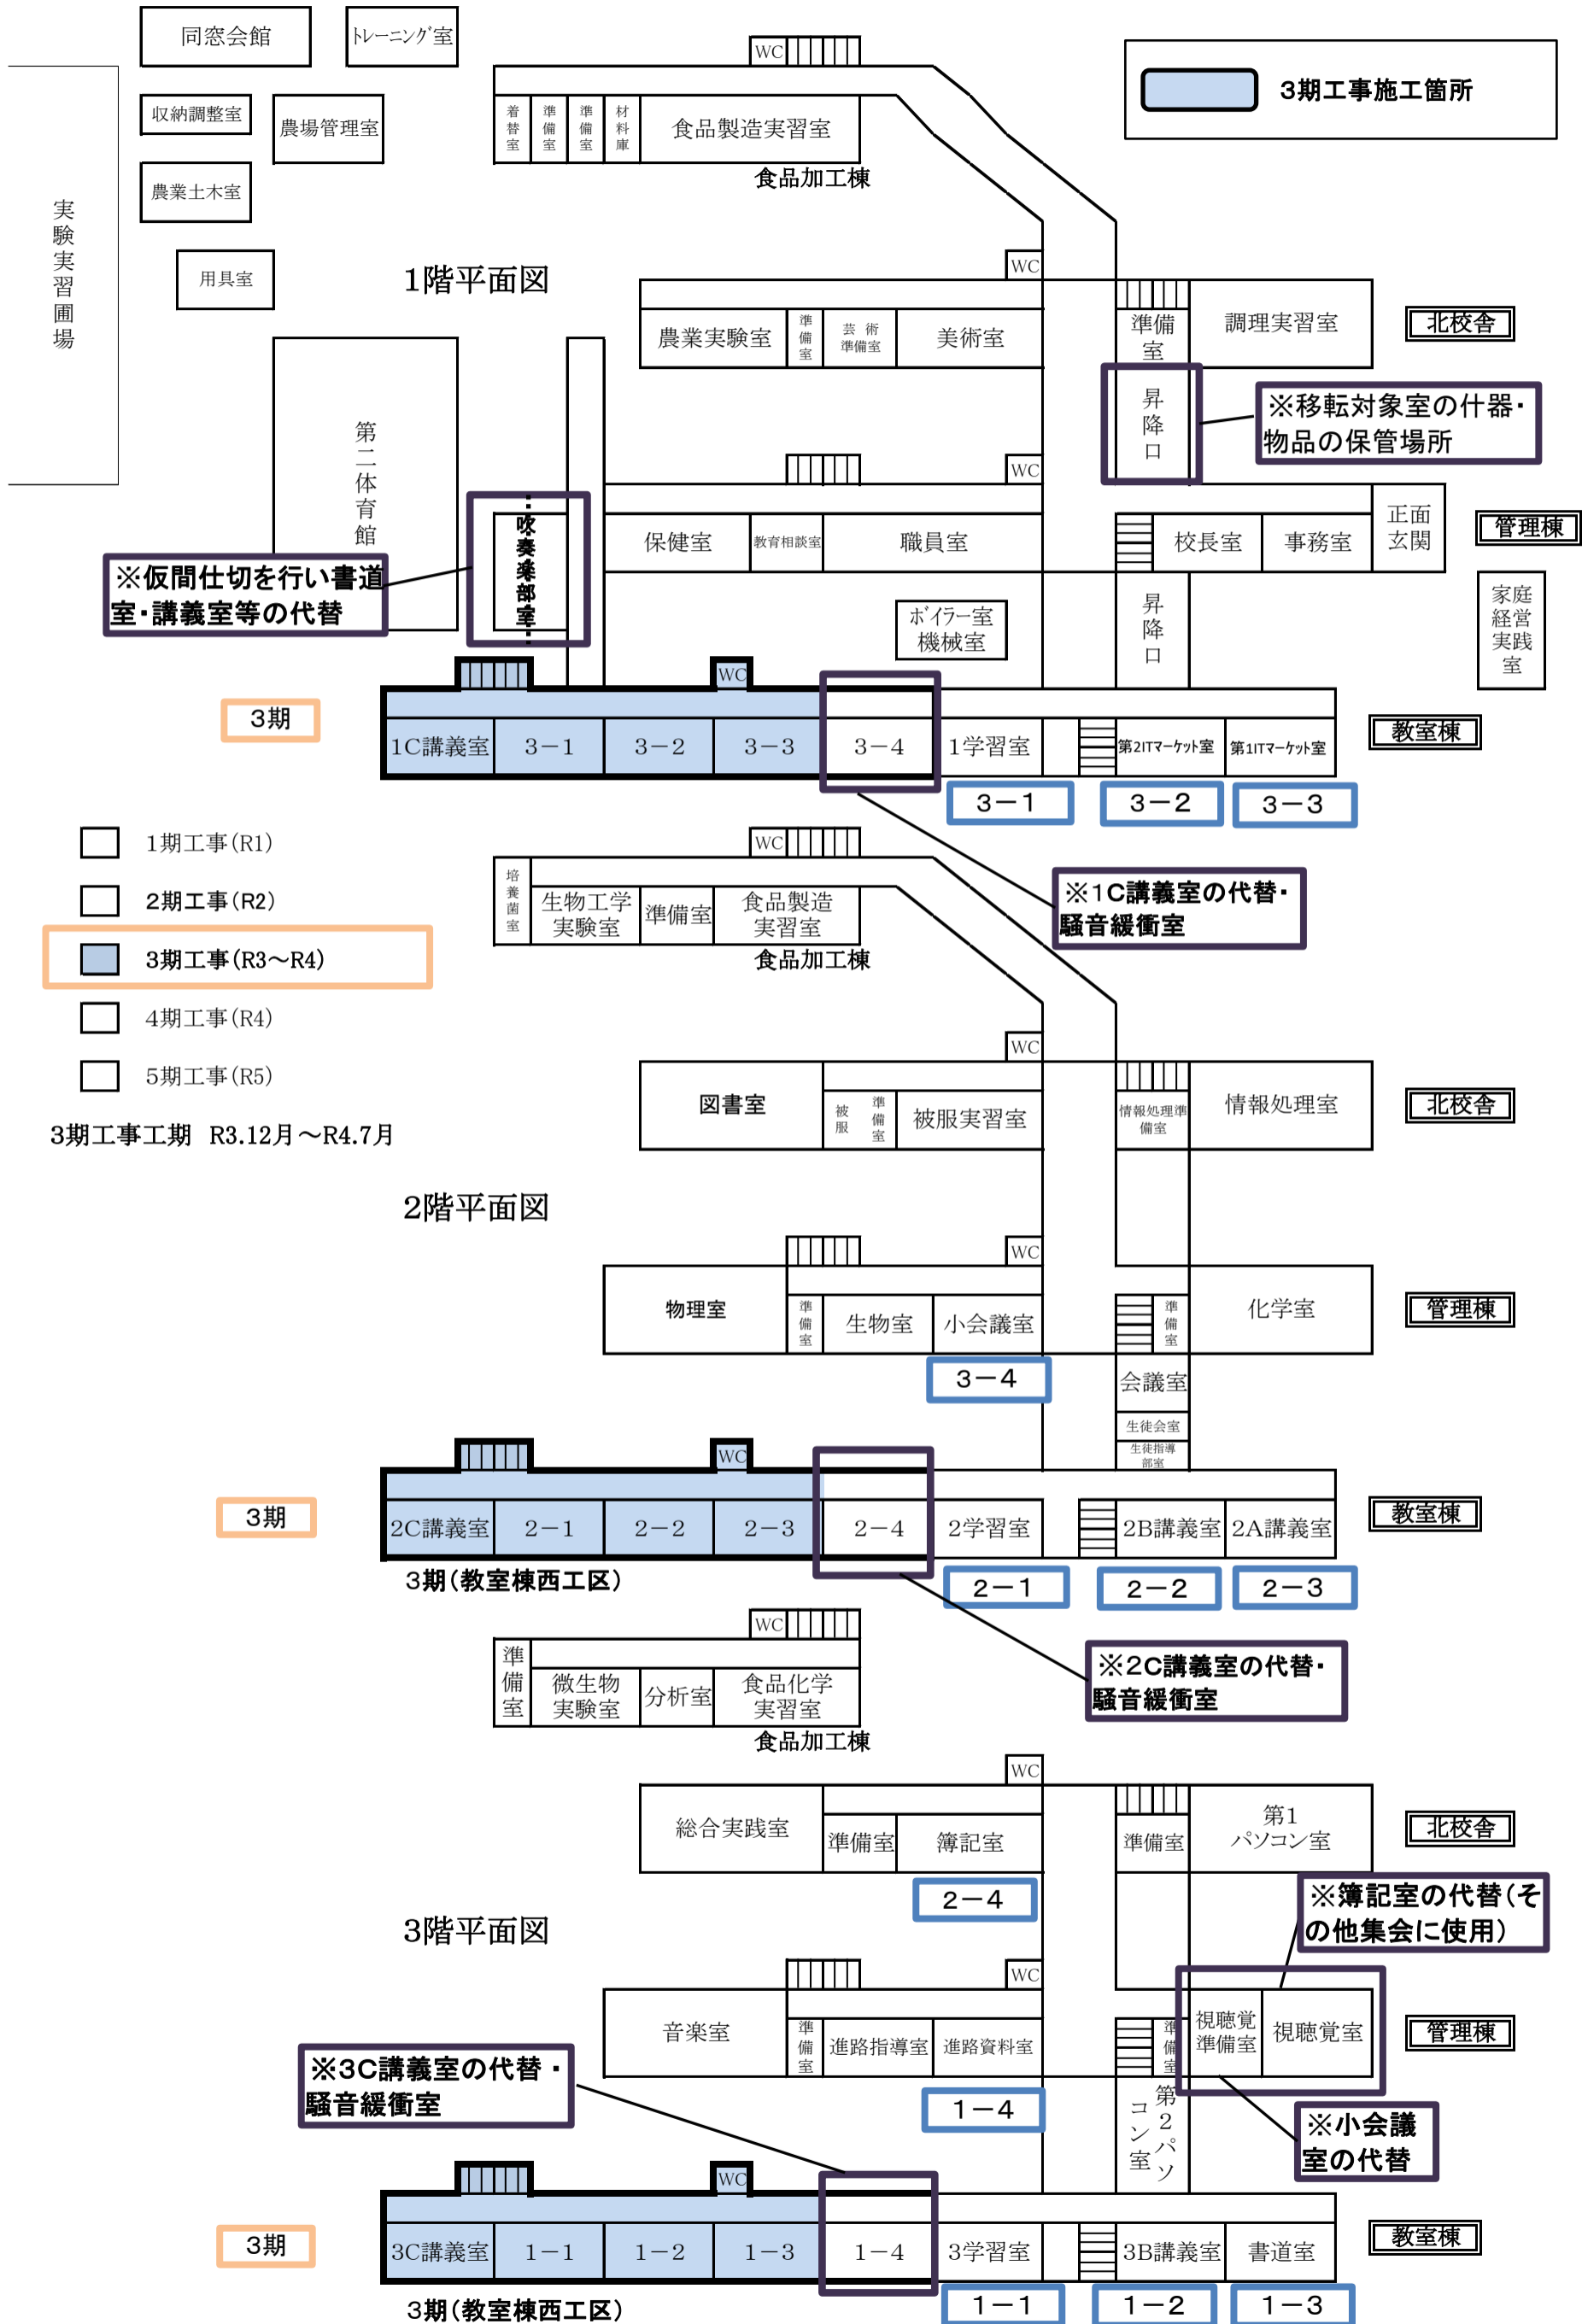 同窓会館
トレーニング室
WC
3期工事施工箇所
収納調整室
農場管理室
着替室
準備室
準備室
材料庫
食品製造実習室
食品加工棟
農業土木室
実験実習圃場
用具室
1階平面図
WC
農業実験室
準備室
芸術
準備室
美術室
準備
室
調理実習室
北校舎
昇降口
※移転対象室の什器・
物品の保管場所
第二体育館
WC
吹奏楽部室
保健室
教育相談室
職員室
校長室
事務室
正面
玄関
管理棟
※仮間仕切を行い書道
室・講義室等の代替
ボイラー室
機械室
昇降口
家庭
経営
実践
室
3期
WC
1C講義室
3－1
3－2
3－3
3－4
1学習室
第2ITマーケット室
第1ITマーケット室
教室棟
3－1
3－2
3－3
1期工事(R1)
2期工事(R2)
3期工事(R3～R4)
4期工事(R4)
5期工事(R5)
3期工事工期 R3.12月～R4.7月
WC
培養菌室
生物工学
実験室
準備室
食品製造
実習室
食品加工棟
※1C講義室の代替・
騒音緩衝室
WC
図書室
被服
準備室
被服実習室
情報処理準
備室
情報処理室
北校舎
2階平面図
WC
物理室
準備室
生物室
小会議室
準備室
化学室
管理棟
3－4
会議室
生徒会室
生徒指導
部室
3期
WC
2C講義室
2－1
2－2
2－3
2－4
2学習室
2B講義室
2A講義室
教室棟
3期(教室棟西工区)
2－1
2－2
2－3
WC
準備室
微生物
実験室
分析室
食品化学
実習室
食品加工棟
※2C講義室の代替・
騒音緩衝室
WC
総合実践室
準備室
簿記室
準備室
第1
パソコン室
北校舎
2－4
3階平面図
※簿記室の代替(そ
の他集会に使用)
WC
音楽室
準備室
進路指導室
進路資料室
準備室
視聴覚
準備室
視聴覚室
管理棟
※3C講義室の代替・
騒音緩衝室
1－4
第2パソ
コン室
※小会議
室の代替
3期
WC
3C講義室
1－1
1－2
1－3
1－4
3学習室
3B講義室
書道室
教室棟
3期(教室棟西工区)
1－1
1－2
1－3